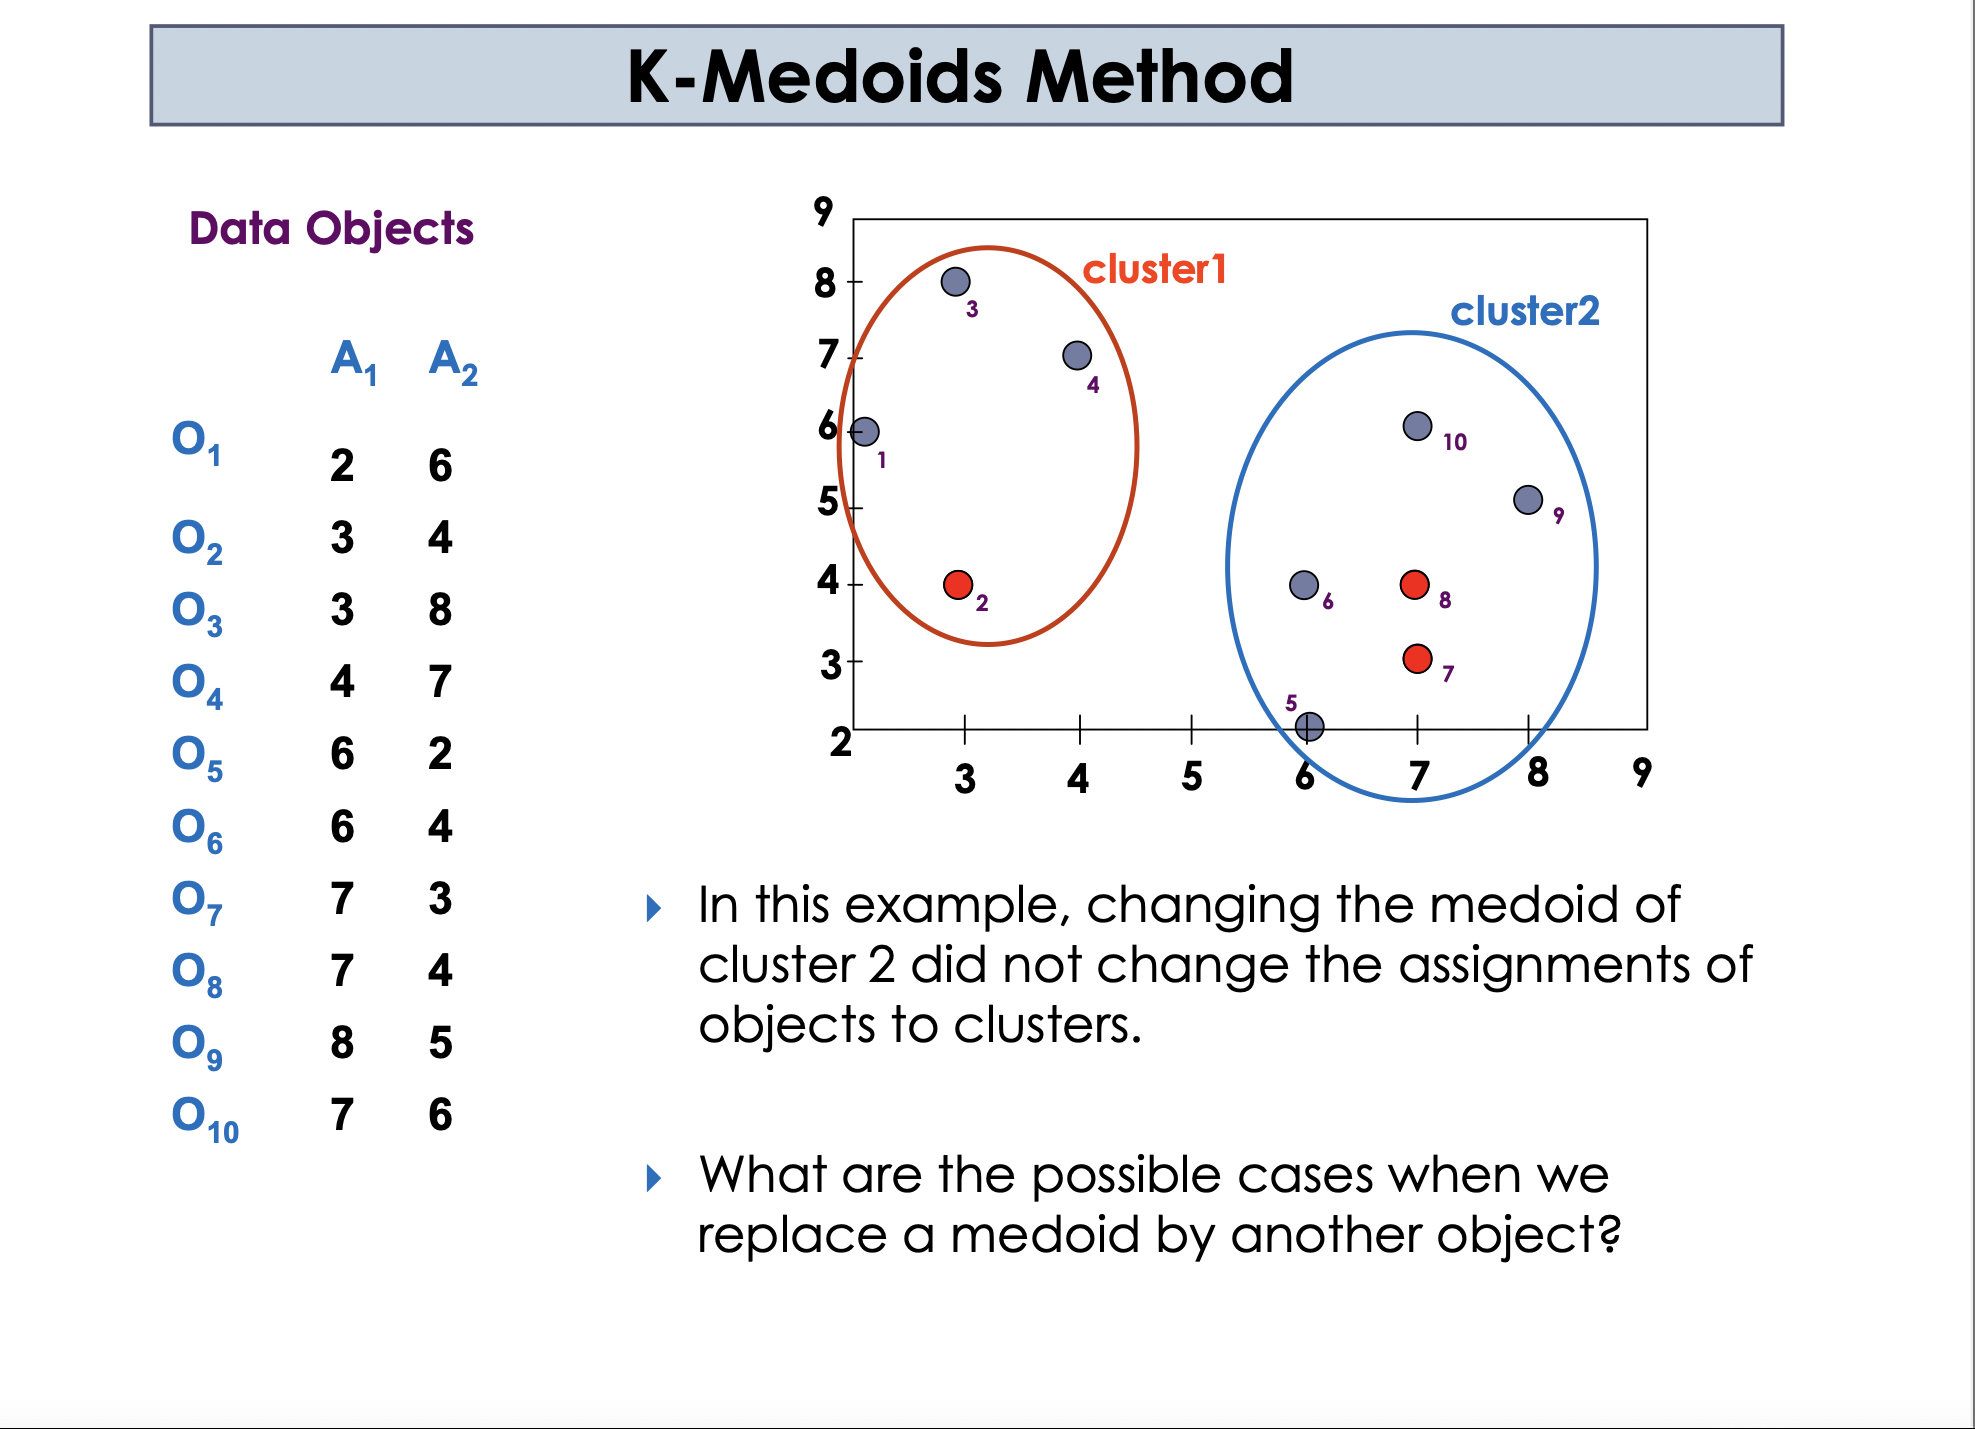 K-Medoids Method
Data Objects
A1 A2
O1 2 6
O2 3 4
O3 3 8
O4 4 7
O5 6 2
O6 6 4
O7 7 3
O8 7 4
O9 8 5
O10 7 6
9
8
7
6
5
4
3
2
3 4 5 6 7 8 9
cluster1
cluster2
3
4
1
2
10
9
6
8
7
5
In this example, changing the medoid of
cluster 2 did not change the assignments of
objects to clusters.
What are the possible cases when we
replace a medoid by another object?